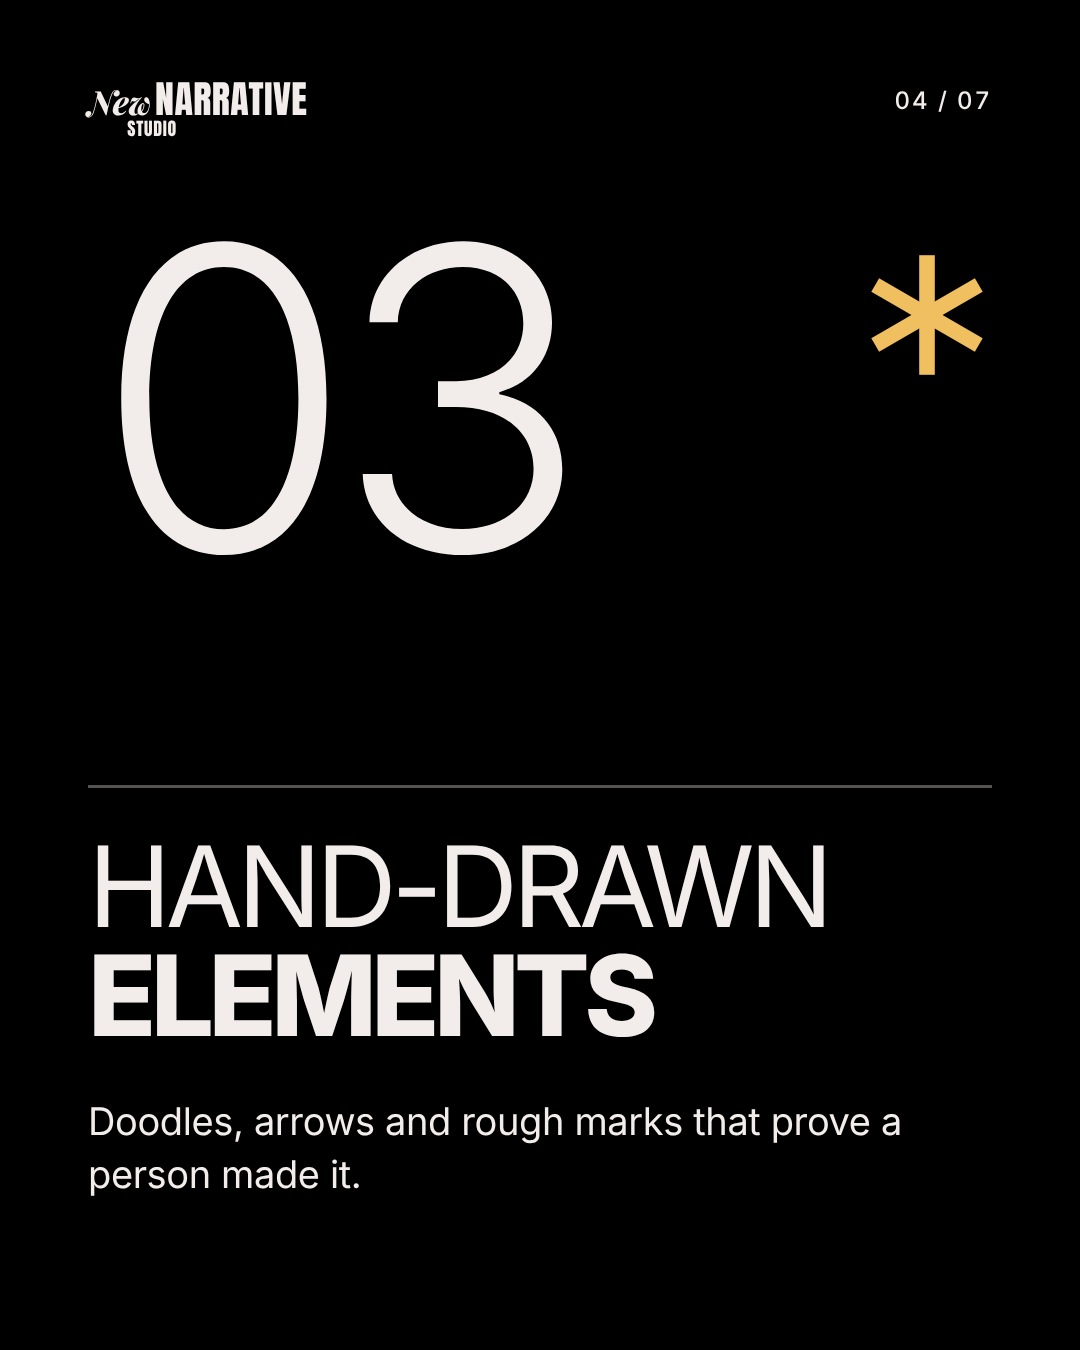 New NARRATIVE
STUDIO
04 / 07
03
*
HAND-DRAWN
ELEMENTS
Doodles, arrows and rough marks that prove a
person made it.